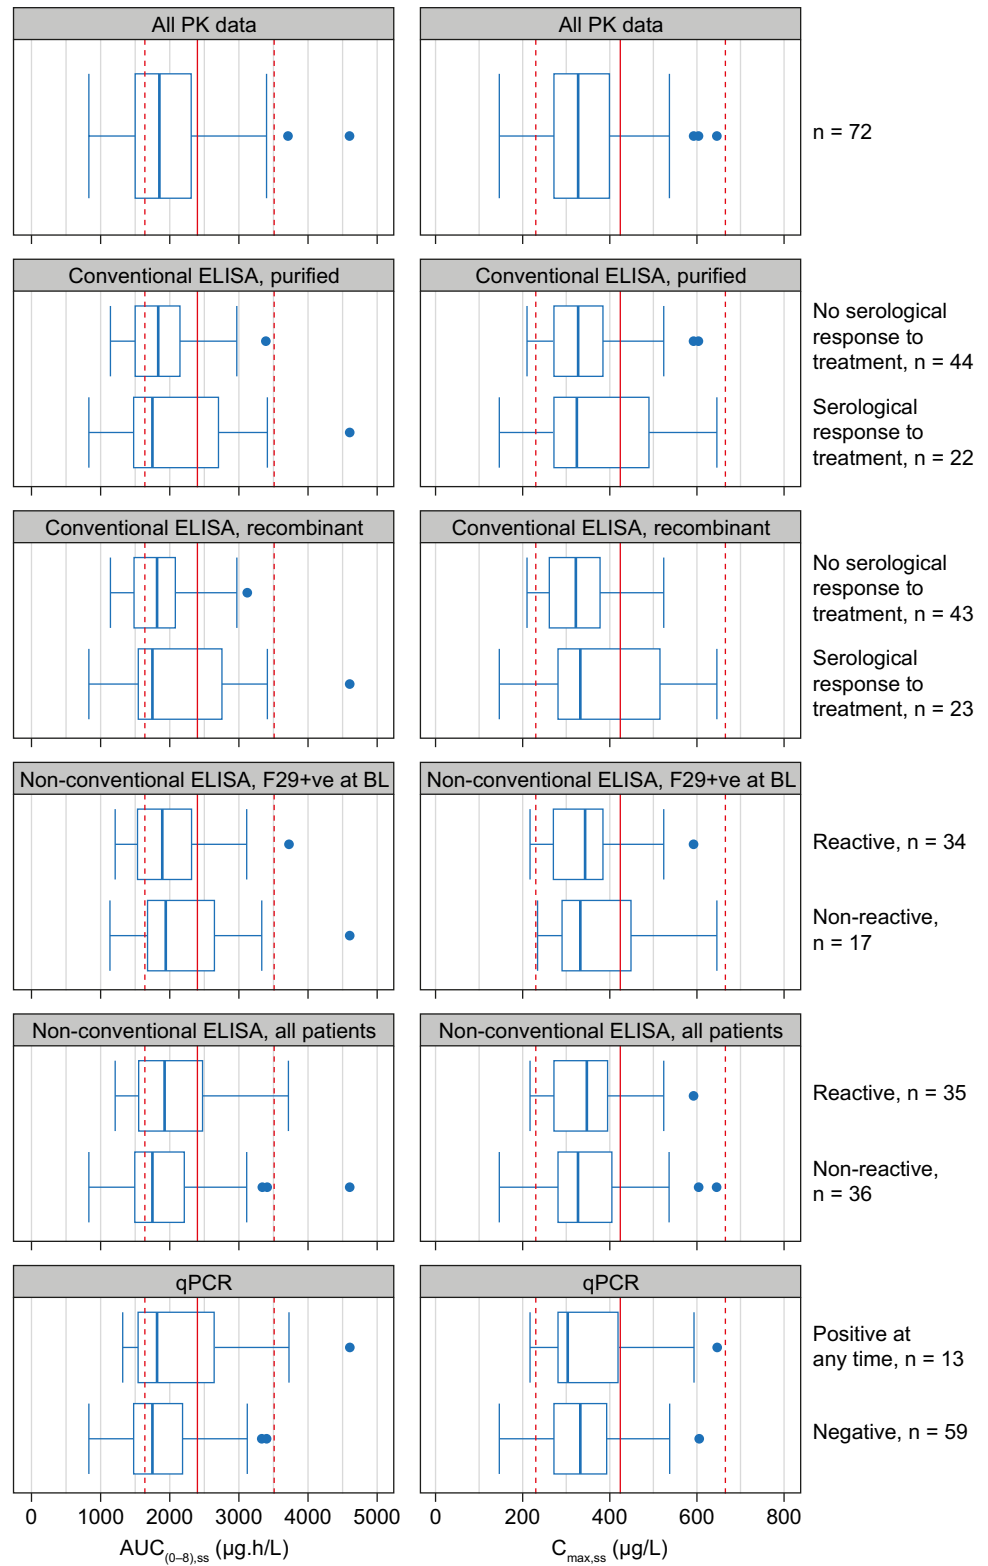 All PK data
All PK data
n = 72
Conventional ELISA, purified
Conventional ELISA, purified
No serological
response to
treatment, n = 44
Serological
response to
treatment, n = 22
Conventional ELISA, recombinant
Conventional ELISA, recombinant
No serological
response to
treatment, n = 43
Serological
response to
treatment, n = 23
Non-conventional ELISA, F29+ve at BL
Non-conventional ELISA, F29+ve at BL
Reactive, n = 34
Non-reactive,
n = 17
Non-conventional ELISA, all patients
Non-conventional ELISA, all patients
Reactive, n = 35
Non-reactive,
n = 36
qPCR
qPCR
Positive at
any time, n = 13
Negative, n = 59
0 1000 2000 3000 4000 5000
0 200 400 600 800
AUC(0–8),ss (µg.h/L)
Cmax,ss (µg/L)